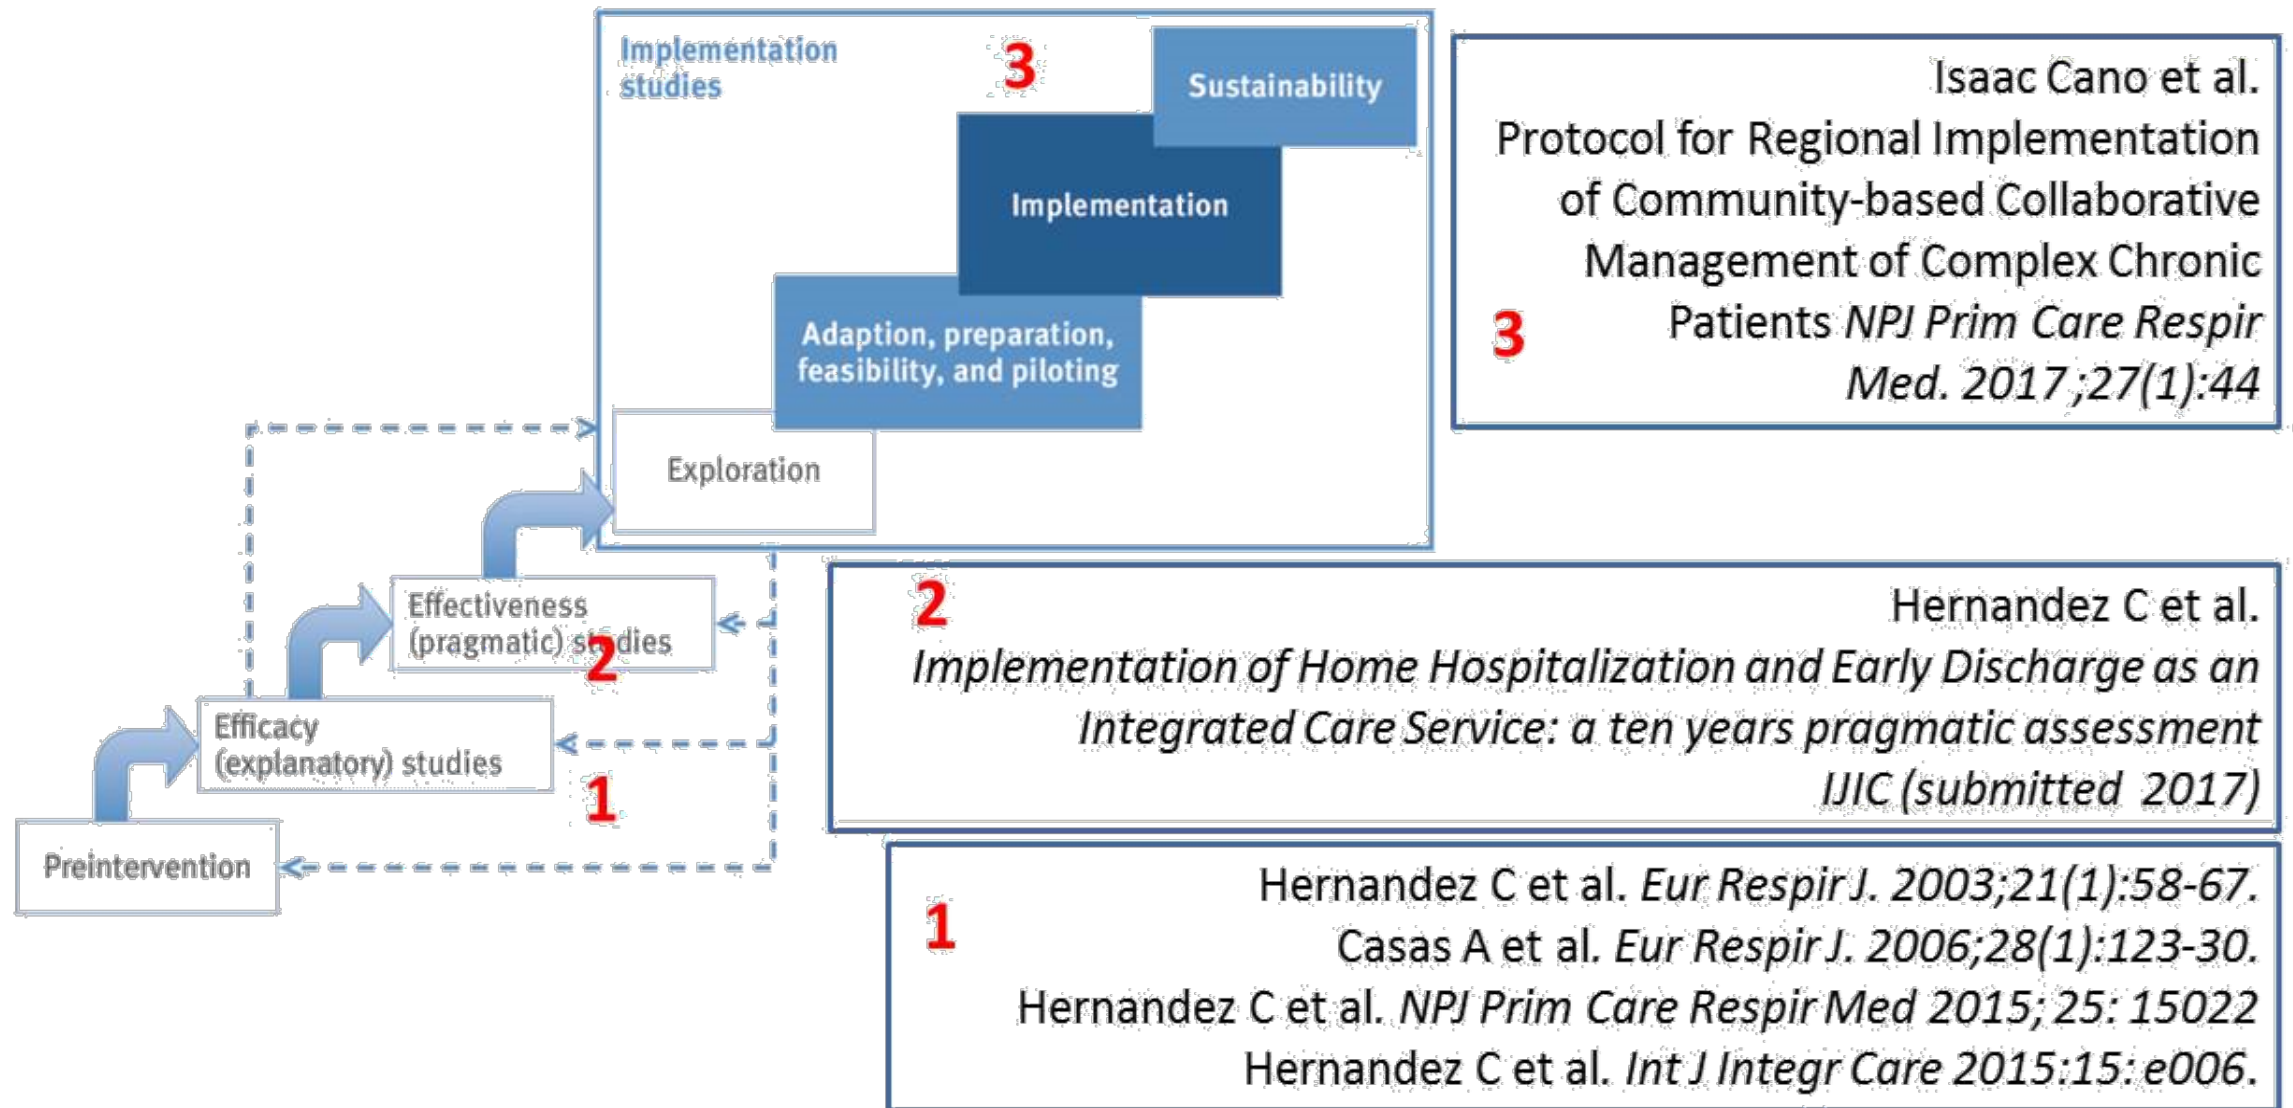 Implementation
studies
3
Sustainability
Implementation
Adaption, preparation,
feasibility, and piloting
Exploration
Effectiveness
(pragmatic) studies
2
Efficacy
(explanatory) studies
1
Preintervention
Isaac Cano et al.
Protocol for Regional Implementation
of Community-based Collaborative
Management of Complex Chronic
Patients NPJ Prim Care Respir
3
Med. 2017;27(1):44
2
Hernandez C et al.
Implementation of Home Hospitalization and Early Discharge as an
Integrated Care Service: a ten years pragmatic assessment
IJIC (submitted 2017)
Hernandez C et al. Eur Respir J. 2003;21(1):58-67.
1
Casas A et al. Eur Respir J. 2006;28(1):123-30.
Hernandez C et al. NPJ Prim Care Respir Med 2015; 25: 15022
Hernandez C et al. Int J Integr Care 2015:15: e006.